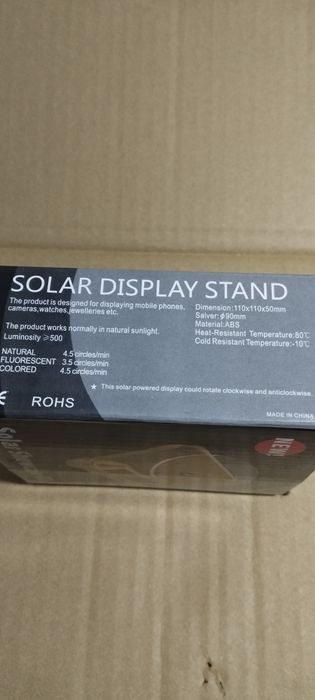 SOLAR DISPLAY STAND
The product is designed for displaying mobile phones,
cameras,watches,jewelleries etc.
The product works normally in natural sunlight.
Luminosity ≥500
NATURAL 4.5 circles/min
FLUORESCENT 3.5 circles/min
COLORED 4.5 circles/min
Dimension:110x110x50mm
Salver: φ90mm
Material:ABS
Heat-Resistant Temperature:80℃
Cold Resistant Temperature:-10℃
★ This solar powered display could rotate clockwise and anticlockwise.
CE ROHS
MADE IN CHINA
Solar
NEW!